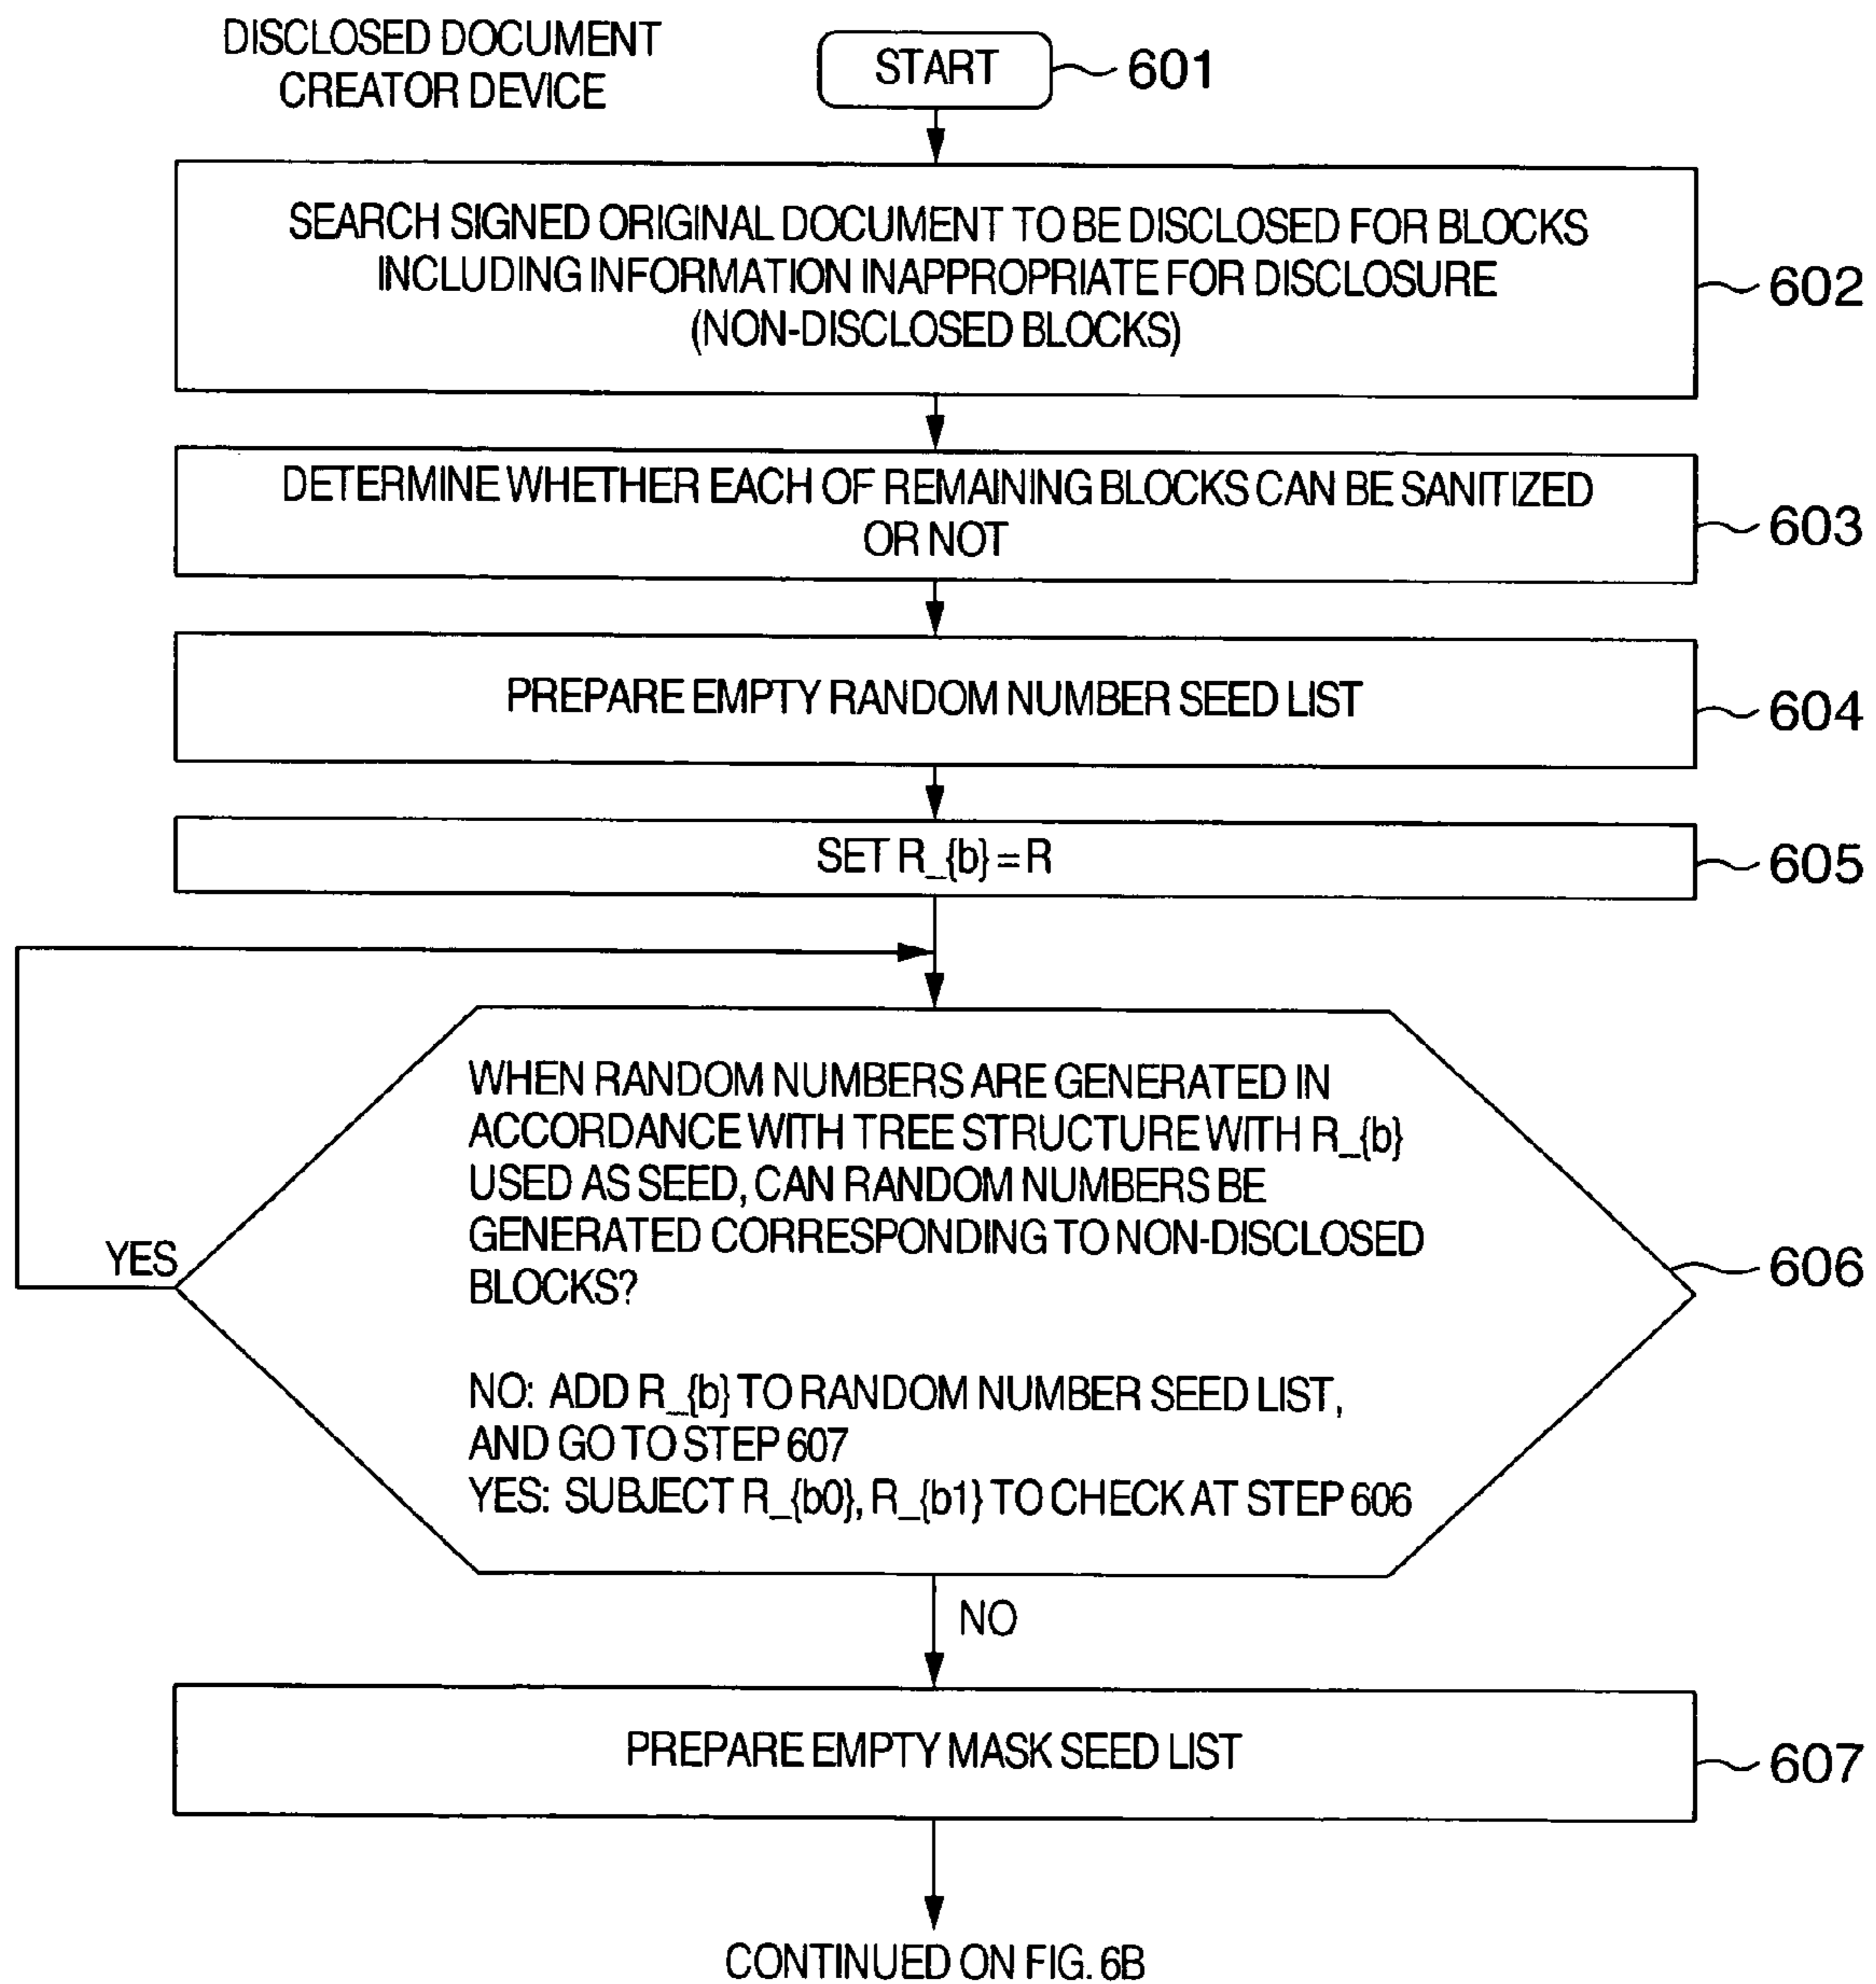 DISCLOSED DOCUMENT
CREATOR DEVICE
START
601
SEARCH SIGNED ORIGINAL DOCUMENT TO BE DISCLOSED FOR BLOCKS
INCLUDING INFORMATION INAPPROPRIATE FOR DISCLOSURE
(NON-DISCLOSED BLOCKS)
602
DETERMINE WHETHER EACH OF REMAINING BLOCKS CAN BE SANITIZED
OR NOT
603
PREPARE EMPTY RANDOM NUMBER SEED LIST
604
SET R_{b} = R
605
WHEN RANDOM NUMBERS ARE GENERATED IN
ACCORDANCE WITH TREE STRUCTURE WITH R_{b}
USED AS SEED, CAN RANDOM NUMBERS BE
GENERATED CORRESPONDING TO NON-DISCLOSED
BLOCKS?
YES
606
NO: ADD R_{b} TO RANDOM NUMBER SEED LIST,
AND GO TO STEP 607
YES: SUBJECT R_{b0}, R_{b1} TO CHECK AT STEP 606
NO
PREPARE EMPTY MASK SEED LIST
607
CONTINUED ON FIG. 6B